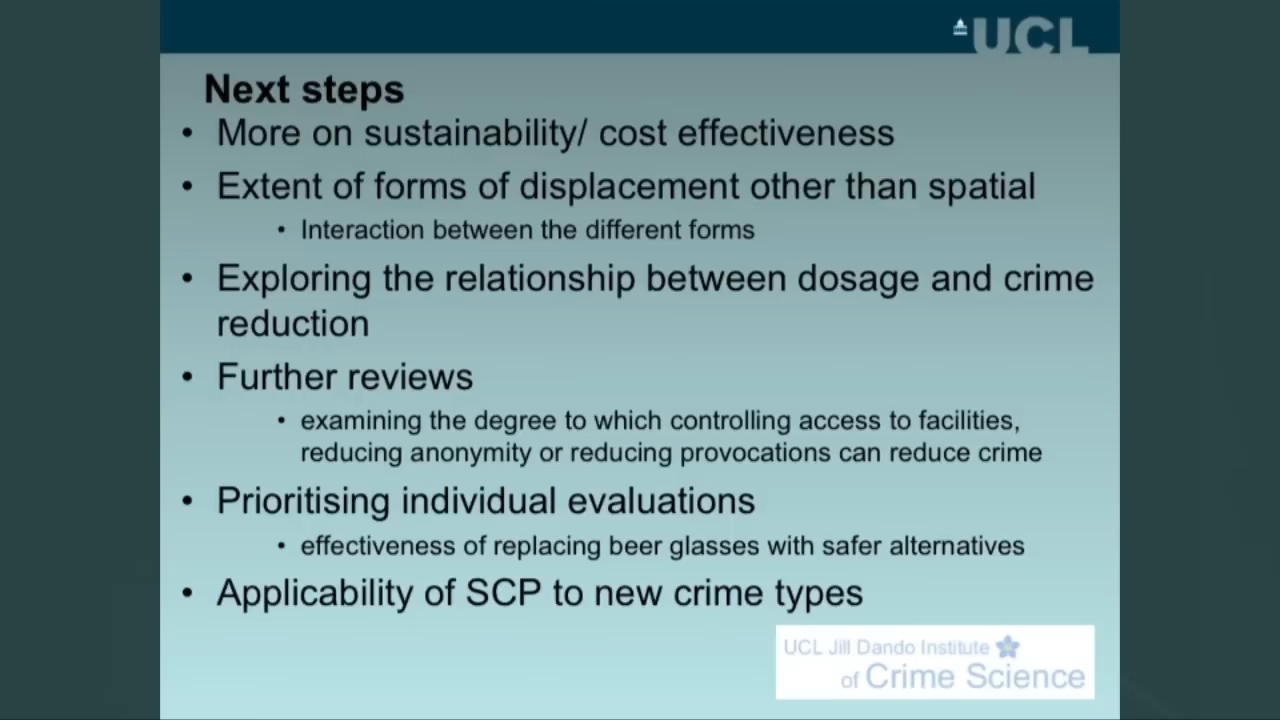 UCL
Next steps
• More on sustainability/ cost effectiveness
• Extent of forms of displacement other than spatial
• Interaction between the different forms
• Exploring the relationship between dosage and crime
reduction
• Further reviews
• examining the degree to which controlling access to facilities,
reducing anonymity or reducing provocations can reduce crime
• Prioritising individual evaluations
• effectiveness of replacing beer glasses with safer alternatives
• Applicability of SCP to new crime types
UCL Jill Dando Institute
of Crime Science